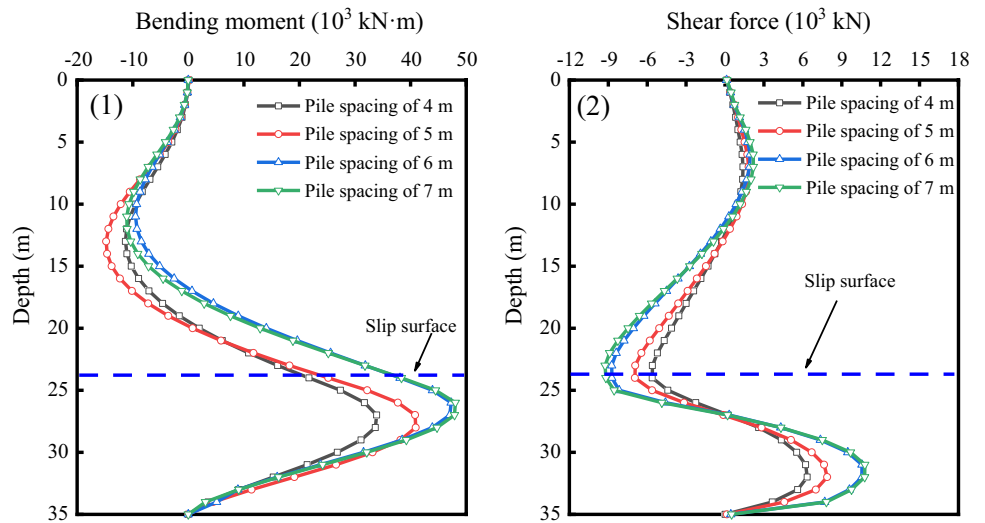 Bending moment (10³ kN·m)
-20 -10 0 10 20 30 40 50
0
5
10
15
20
25
30
35
Depth (m)
(1)
Pile spacing of 4 m
Pile spacing of 5 m
Pile spacing of 6 m
Pile spacing of 7 m
Slip surface
Shear force (10³ kN)
-12 -9 -6 -3 0 3 6 9 12 15 18
0
5
10
15
20
25
30
35
Depth (m)
(2)
Pile spacing of 4 m
Pile spacing of 5 m
Pile spacing of 6 m
Pile spacing of 7 m
Slip surface